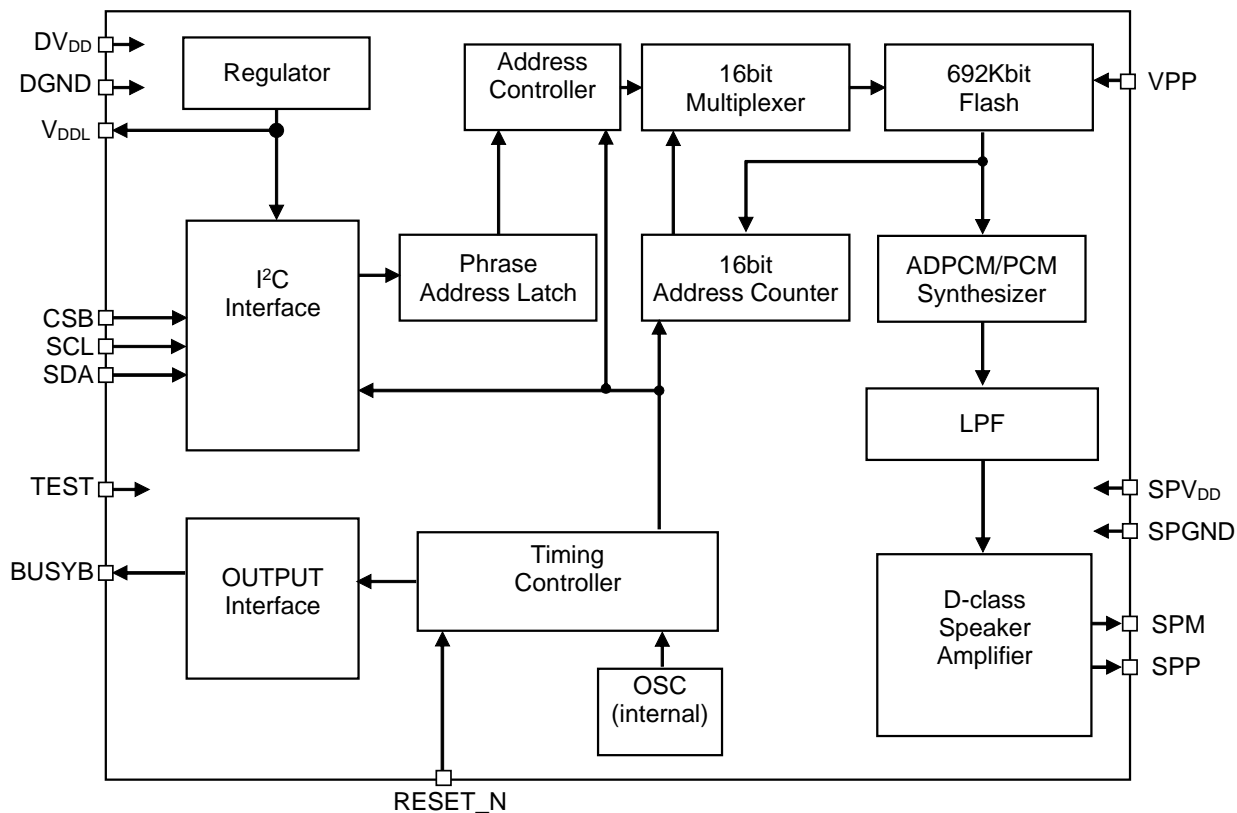 DVDD
DGND
VDDL
Regulator
Address
Controller
16bit
Multiplexer
692Kbit
Flash
VPP
I²C
Interface
Phrase
Address Latch
16bit
Address Counter
ADPCM/PCM
Synthesizer
CSB
SCL
SDA
LPF
TEST
SPVDD
SPGND
BUSYB
OUTPUT
Interface
Timing
Controller
D-class
Speaker
Amplifier
SPM
SPP
OSC
(internal)
RESET_N